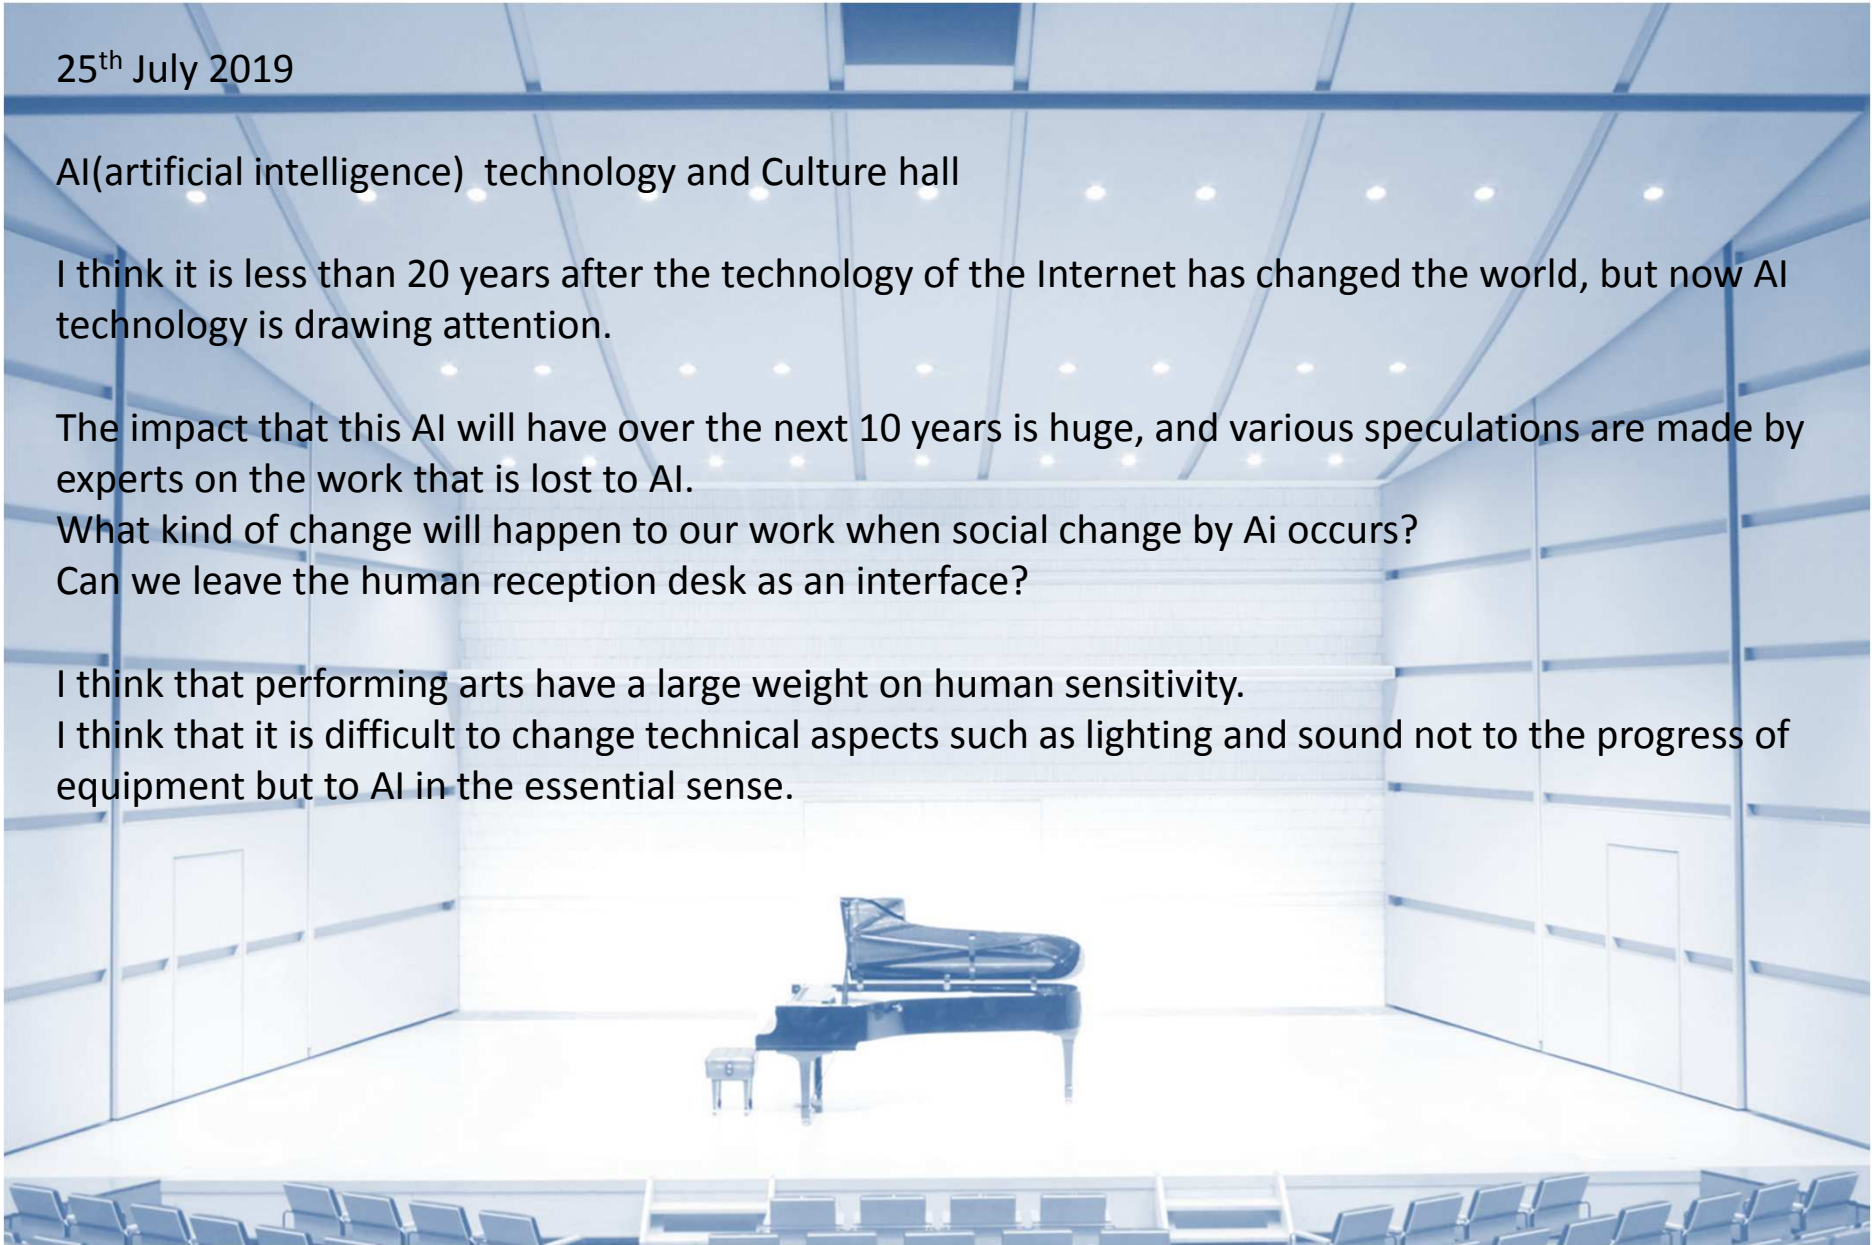 25th July 2019
AI(artificial intelligence) technology and Culture hall
I think it is less than 20 years after the technology of the Internet has changed the world, but now AI
technology is drawing attention.
The impact that this AI will have over the next 10 years is huge, and various speculations are made by
experts on the work that is lost to AI.
What kind of change will happen to our work when social change by Ai occurs?
Can we leave the human reception desk as an interface?
I think that performing arts have a large weight on human sensitivity.
I think that it is difficult to change technical aspects such as lighting and sound not to the progress of
equipment but to AI in the essential sense.